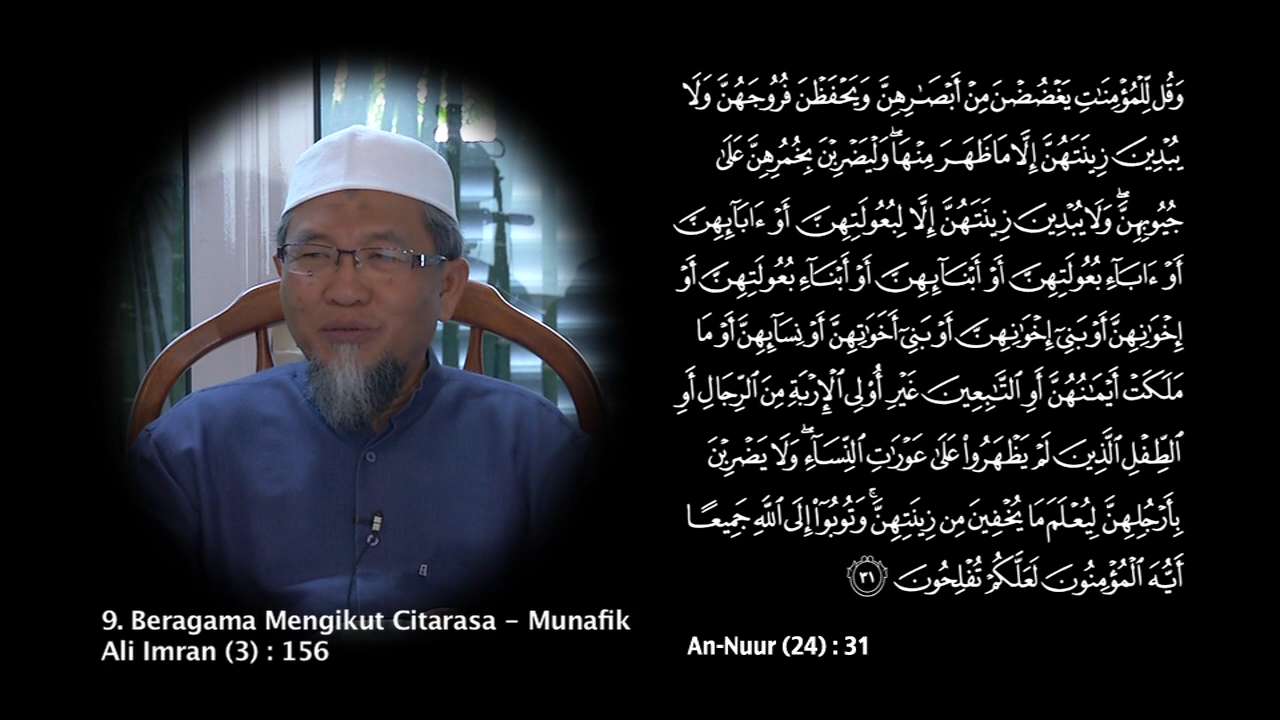 وَقُل لِّلْمُؤْمِنَٰتِ يَغْضُضْنَ مِنْ أَبْصَٰرِهِنَّ وَيَحْفَظْنَ فُرُوجَهُنَّ وَلَا
يُبْدِينَ زِينَتَهُنَّ إِلَّا مَا ظَهَرَ مِنْهَا ۖ وَلْيَضْرِبْنَ بِخُمُرِهِنَّ عَلَىٰ
جُيُوبِهِنَّ ۖ وَلَا يُبْدِينَ زِينَتَهُنَّ إِلَّا لِبُعُولَتِهِنَّ أَوْ ءَابَآئِهِنَّ
أَوْ ءَابَآءِ بُعُولَتِهِنَّ أَوْ أَبْنَآئِهِنَّ أَوْ أَبْنَآءِ بُعُولَتِهِنَّ أَوْ
إِخْوَٰنِهِنَّ أَوْ بَنِىٓ إِخْوَٰنِهِنَّ أَوْ بَنِىٓ أَخَوَٰتِهِنَّ أَوْ نِسَآئِهِنَّ أَوْ مَا
مَلَكَتْ أَيْمَٰنُهُنَّ أَوِ ٱلتَّٰبِعِينَ غَيْرِ أُو۟لِى ٱلْإِرْبَةِ مِنَ ٱلرِّجَالِ أَوِ
ٱلطِّفْلِ ٱلَّذِينَ لَمْ يَظْهَرُوا۟ عَلَىٰ عَوْرَٰتِ ٱلنِّسَآءِ ۖ وَلَا يَضْرِبْنَ
بِأَرْجُلِهِنَّ لِيُعْلَمَ مَا يُخْفِينَ مِن زِينَتِهِنَّ ۚ وَتُوبُوٓا۟ إِلَى ٱللَّهِ جَمِيعًا
أَيُّهَ ٱلْمُؤْمِنُونَ لَعَلَّكُمْ تُفْلِحُونَ ٣١
9. Beragama Mengikut Citarasa – Munafik
Ali Imran (3) : 156
An-Nuur (24) : 31